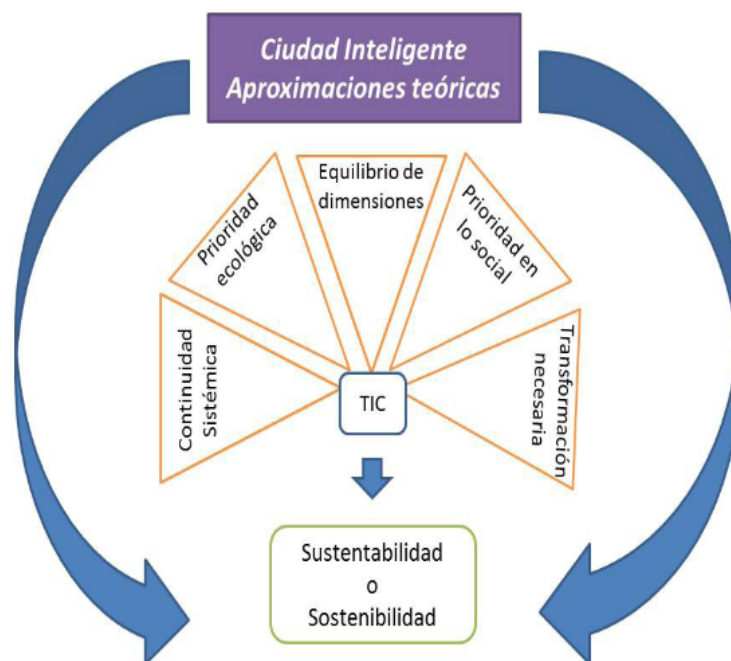 Ciudad Inteligente
Aproximaciones teóricas
Continuidad
Sistémica
Prioridad
ecológica
Equilibrio de
dimensiones
Prioridad en
lo social
Transformación
necesaria
TIC
Sustentabilidad
o
Sostenibilidad